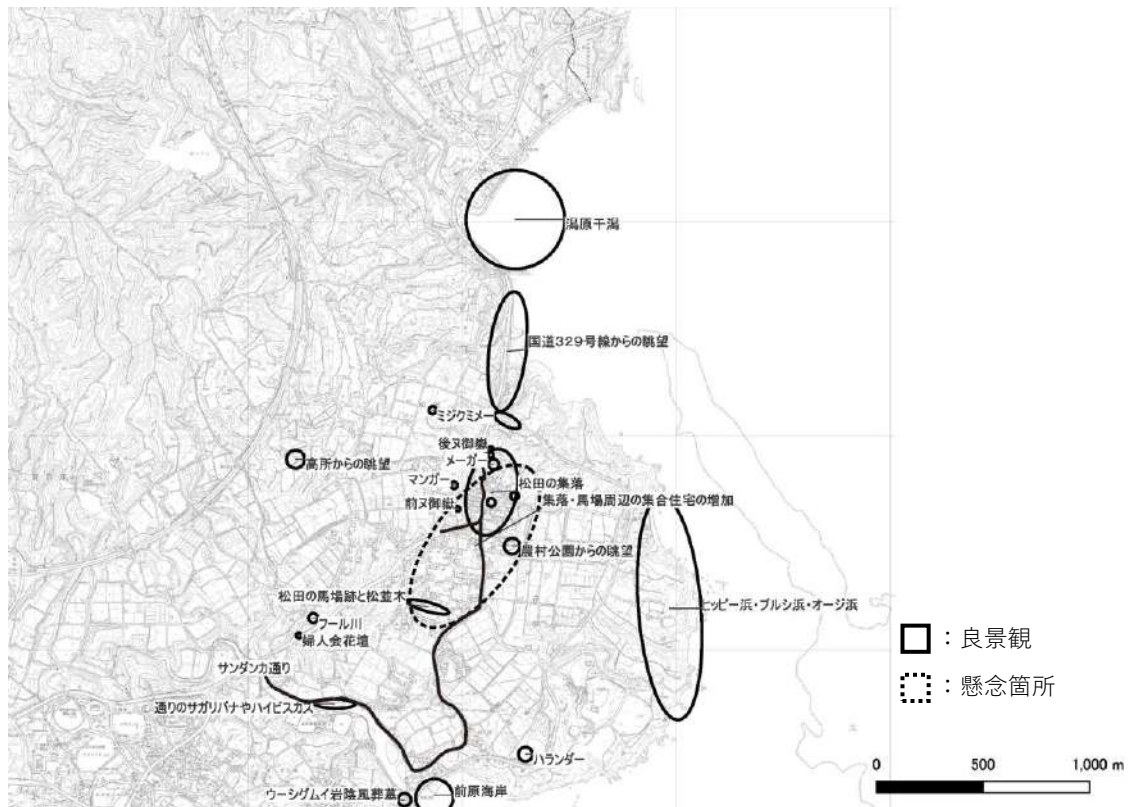 潟原干潟
国道329号線からの眺望
ミジクミメー
後ヌ御嶽
メーガー
高所からの眺望
マンガー
松田の集落
前ヌ御嶽
集落・馬場周辺の集合住宅の増加
農村公園からの眺望
松田の馬場跡と松並木
ヒッピー浜・ブルシ浜・オージ浜
フール川
婦人会花壇
サンダンカ通り
通りのサガリバナやハイビスカス
ハランダー
ウーシグムイ岩陰風葬墓
前原海岸
:良景観
:懸念箇所
0 500 1,000 m